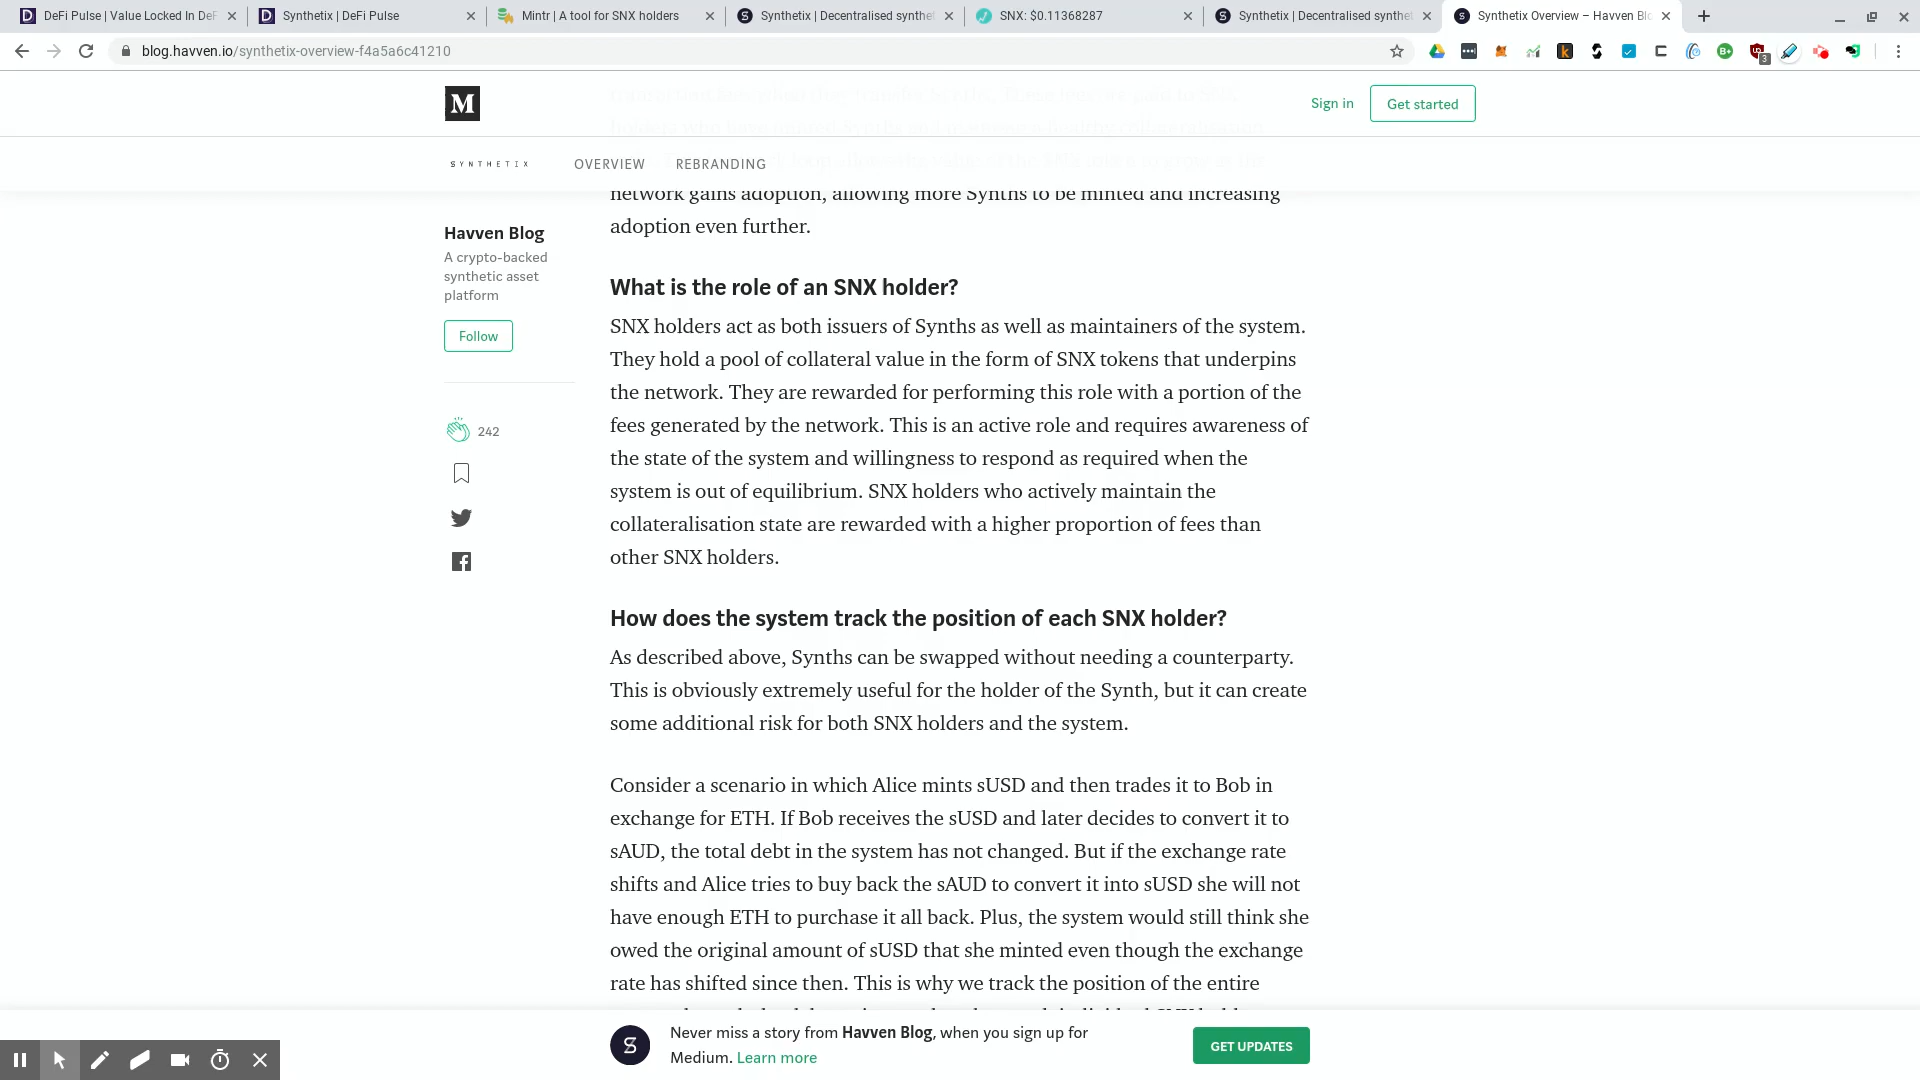 DeFi Pulse | Value Locked In DeF
Synthetix | DeFi Pulse
Mintr | A tool for SNX holders
Synthetix | Decentralised synthet
SNX: $0.11368287
Synthetix | Decentralised synthet
Synthetix Overview – Havven Blo
blog.havven.io/synthetix-overview-f4a5a6c41210
3
M
Sign in
Get started
SYNTHETIX
OVERVIEW
REBRANDING
network gains adoption, allowing more Synths to be minted and increasing
adoption even further.
Havven Blog
A crypto-backed
synthetic asset
platform
Follow
242
What is the role of an SNX holder?
SNX holders act as both issuers of Synths as well as maintainers of the system.
They hold a pool of collateral value in the form of SNX tokens that underpins
the network. They are rewarded for performing this role with a portion of the
fees generated by the network. This is an active role and requires awareness of
the state of the system and willingness to respond as required when the
system is out of equilibrium. SNX holders who actively maintain the
collateralisation state are rewarded with a higher proportion of fees than
other SNX holders.
How does the system track the position of each SNX holder?
As described above, Synths can be swapped without needing a counterparty.
This is obviously extremely useful for the holder of the Synth, but it can create
some additional risk for both SNX holders and the system.
Consider a scenario in which Alice mints sUSD and then trades it to Bob in
exchange for ETH. If Bob receives the sUSD and later decides to convert it to
sAUD, the total debt in the system has not changed. But if the exchange rate
shifts and Alice tries to buy back the sAUD to convert it into sUSD she will not
have enough ETH to purchase it all back. Plus, the system would still think she
owed the original amount of sUSD that she minted even though the exchange
rate has shifted since then. This is why we track the position of the entire
Never miss a story from Havven Blog, when you sign up for
Medium. Learn more
GET UPDATES